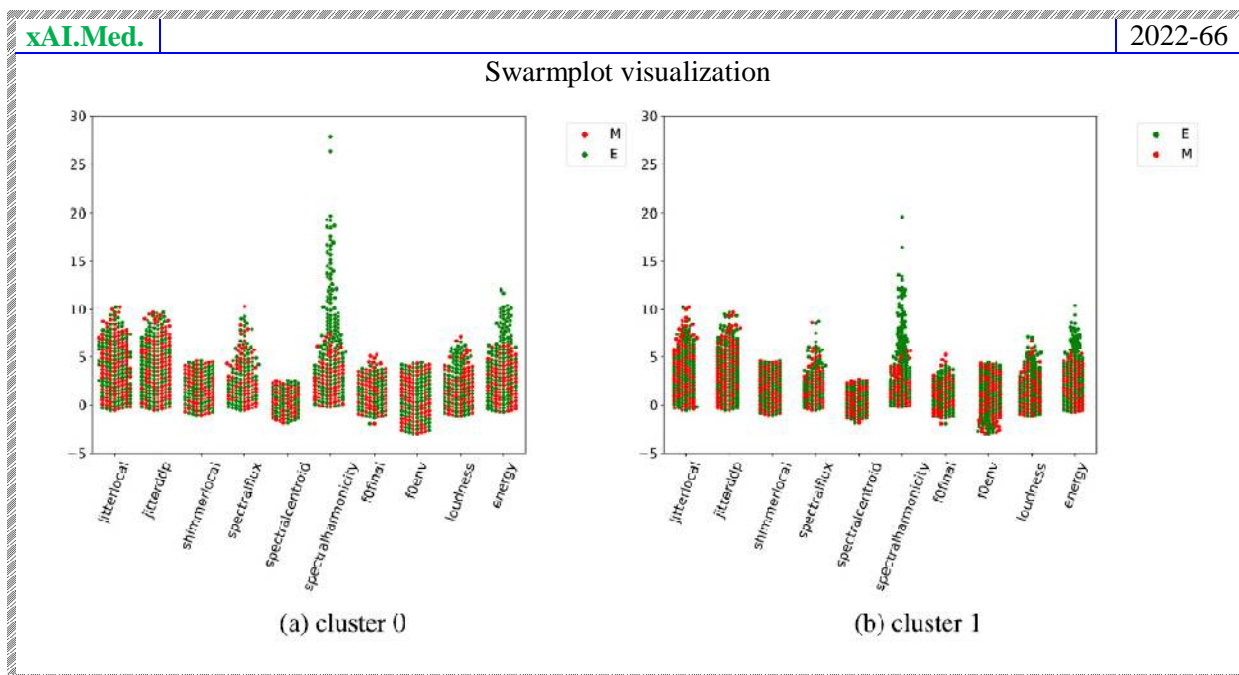 xAI.Med.
2022-66
Swarmplot visualization
30
25
20
15
10
5
0
−5
M
E
jitterlocal
jitterddp
shimmerlocal
spectralflux
spectralcentroid
spectralharmonicity
f0final
f0env
loudness
energy
(a) cluster 0
30
25
20
15
10
5
0
−5
E
M
jitterlocal
jitterddp
shimmerlocal
spectralflux
spectralcentroid
spectralharmonicity
f0final
f0env
loudness
energy
(b) cluster 1